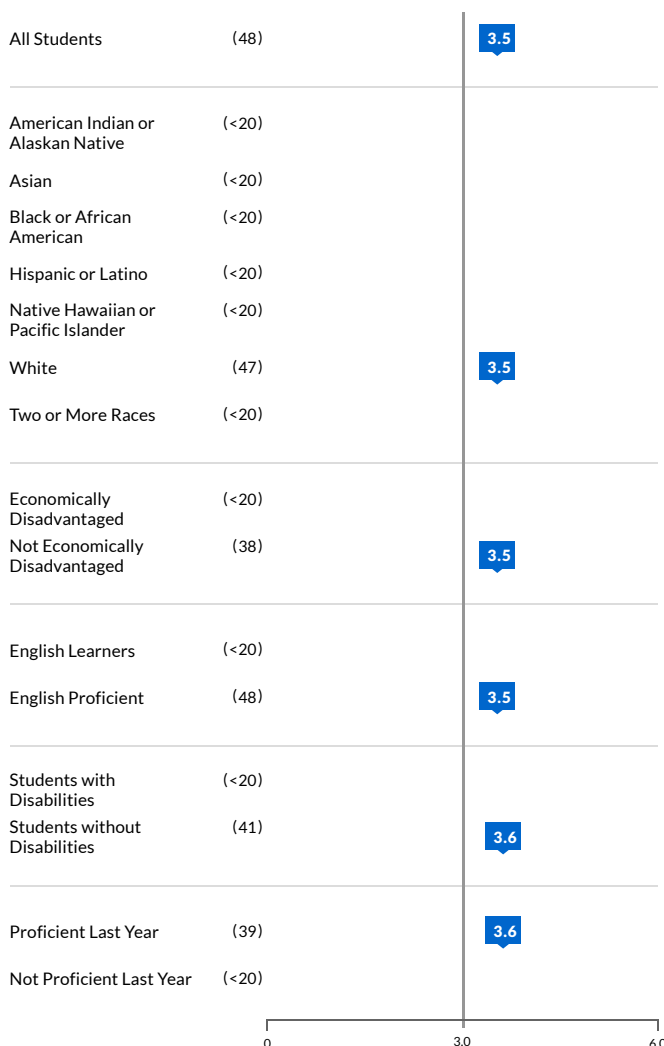 All Students (48) 3.5
American Indian or (<20)
Alaskan Native
Asian (<20)
Black or African (<20)
American
Hispanic or Latino (<20)
Native Hawaiian or (<20)
Pacific Islander
White (47) 3.5
Two or More Races (<20)
Economically (<20)
Disadvantaged
Not Economically (38) 3.5
Disadvantaged
English Learners (<20)
English Proficient (48) 3.5
Students with (<20)
Disabilities
Students without (41) 3.6
Disabilities
Proficient Last Year (39) 3.6
Not Proficient Last Year (<20)
0 3.0 6.0